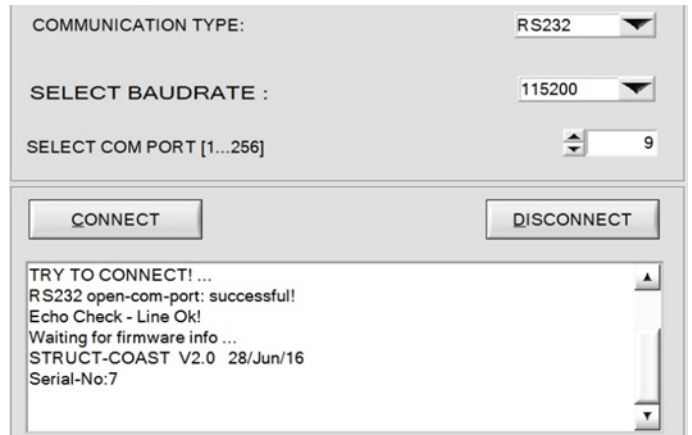 COMMUNICATION TYPE: RS232
SELECT BAUDRATE : 115200
SELECT COM PORT [1...256] 9
CONNECT DISCONNECT
TRY TO CONNECT! ...
RS232 open-com-port: successful!
Echo Check - Line Ok!
Waiting for firmware info ...
STRUCT-COAST V2.0 28/Jun/16
Serial-No:7